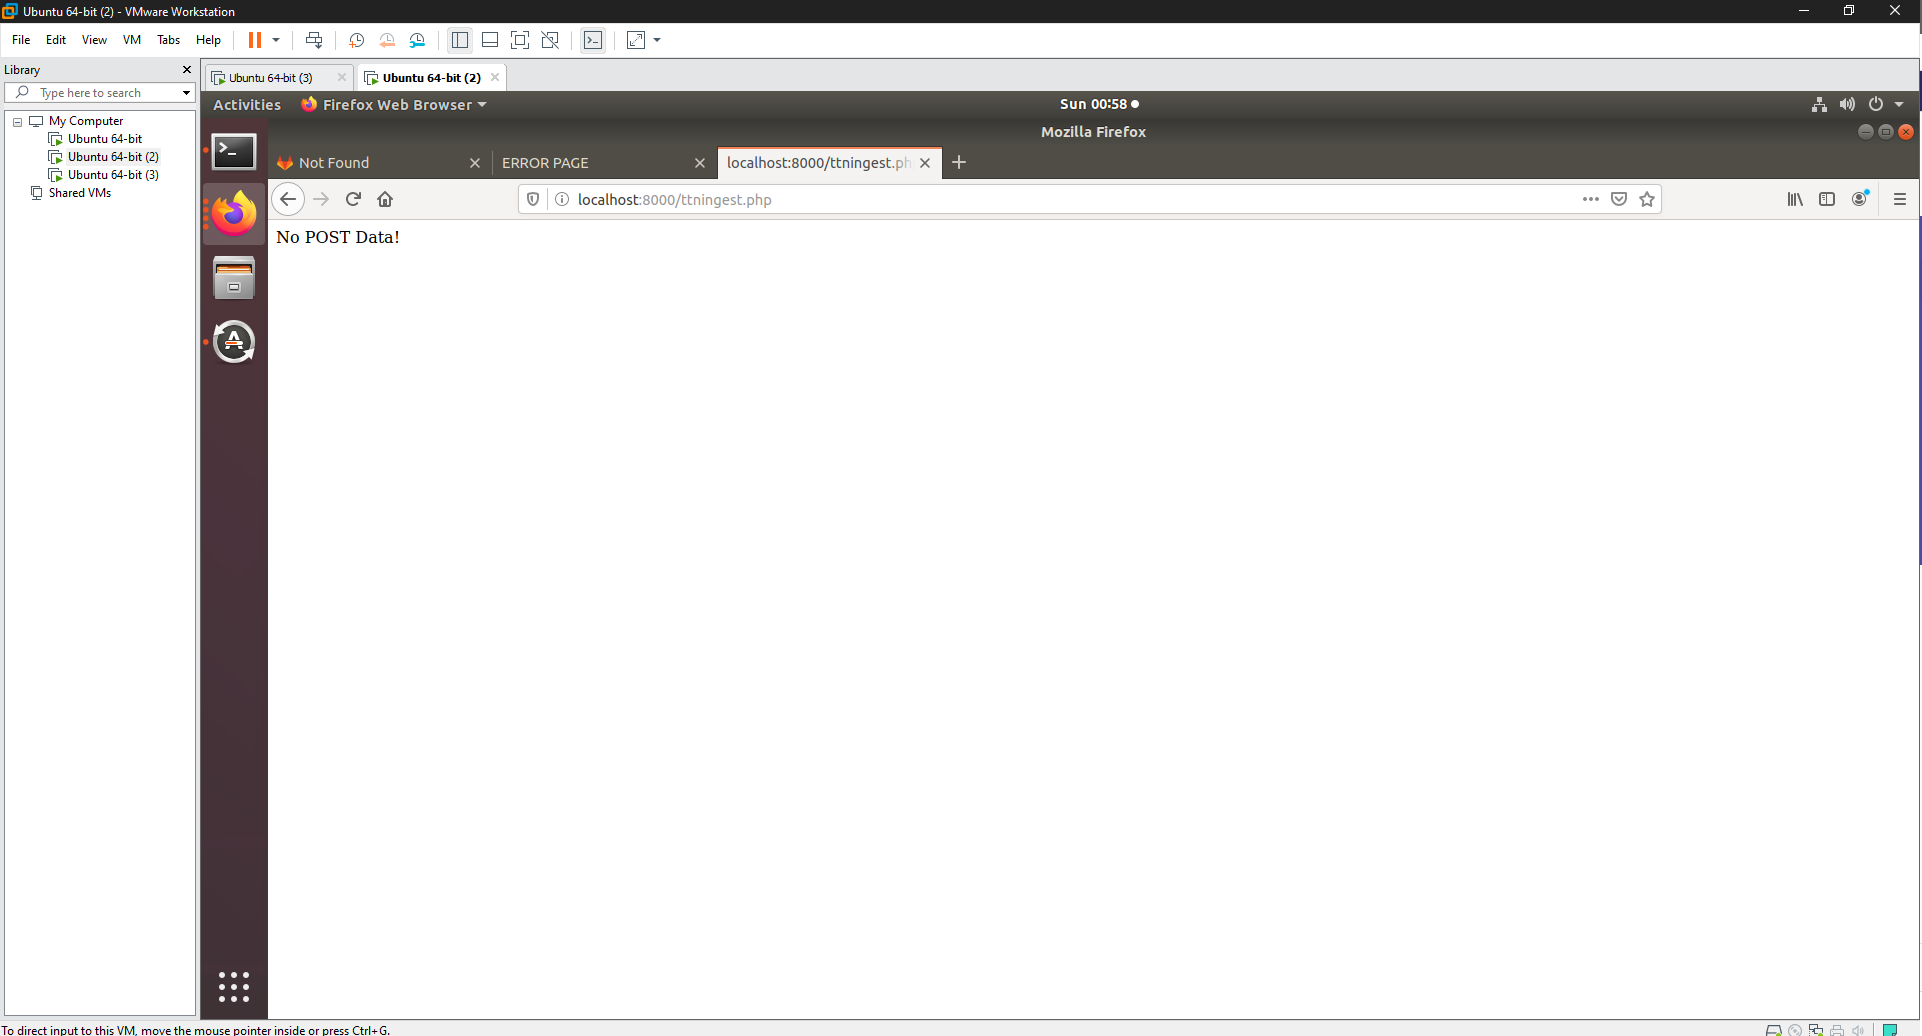 Ubuntu 64-bit (2) - VMware Workstation
File Edit View VM Tabs Help
Library
Type here to search
My Computer
Ubuntu 64-bit
Ubuntu 64-bit (2)
Ubuntu 64-bit (3)
Shared VMs
Ubuntu 64-bit (3)
Ubuntu 64-bit (2)
Activities
Firefox Web Browser
Sun 00:58
Mozilla Firefox
Not Found
ERROR PAGE
localhost:8000/ttningest.ph
localhost:8000/ttningest.php
No POST Data!
To direct input to this VM, move the mouse pointer inside or press Ctrl+G.